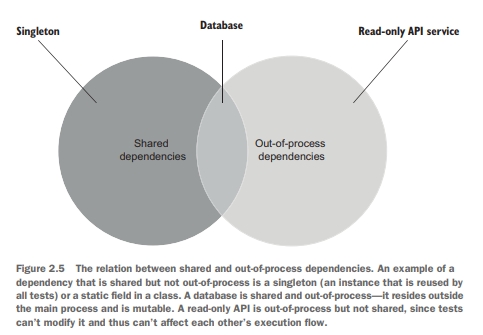 Singleton
Database
Read-only API service
Shared
dependencies
Out-of-process
dependencies
Figure 2.5 The relation between shared and out-of-process dependencies. An example of a
dependency that is shared but not out-of-process is a singleton (an instance that is reused by
all tests) or a static field in a class. A database is shared and out-of-process—it resides outside
the main process and is mutable. A read-only API is out-of-process but not shared, since tests
can't modify it and thus can't affect each other's execution flow.